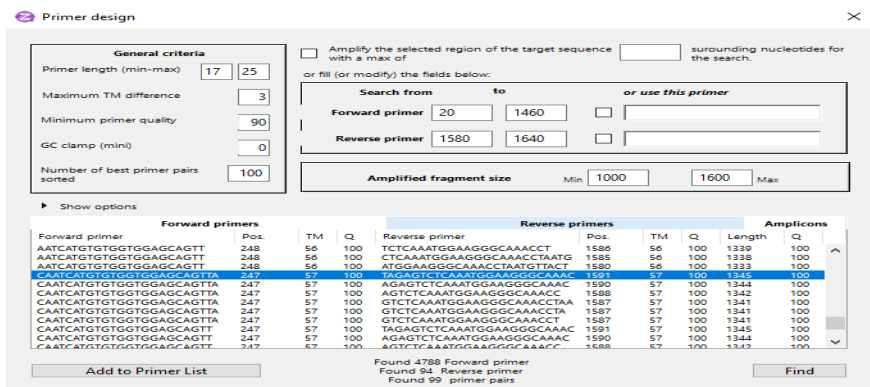 Primer design
General criteria
Primer length (min-max) 17 25
Maximum TM difference 3
Minimum primer quality 90
GC clamp (mini) 0
Number of best primer pairs sorted 100
Amplify the selected region of the target sequence with a max of surounding nucleotides for the search.
or fill (or modify) the fields below:
Search from to or use this primer
Forward primer 20 1460
Reverse primer 1580 1640
Amplified fragment size Min 1000 1600 Max
Show options
Forward primers Reverse primers Amplicons
Forward primer Pos. TM Q Reverse primer Pos. TM Q Length Q
AATCATGTGTGGTGGAGCAGTT 248 56 100 TCTCAAATGGAAGGGCAAACCT 1586 56 100 1339 100
AATCATGTGTGGTGGAGCAGTT 248 56 100 CTCAAATGGAAGGGCAAACCTAATG 1585 56 100 1338 100
AATCATGTGTGGTGGAGCAGTT 248 56 100 ATGGAAGGGCAAACCTAATGTTACT 1580 56 100 1333 100
CAATCATGTGTGGTGGAGCAGTTA 247 57 100 TAGAGTCTCAAATGGAAGGGCAAAC 1591 57 100 1345 100
CAATCATGTGTGGTGGAGCAGTTA 247 57 100 AGAGTCTCAAATGGAAGGGCAAAC 1590 57 100 1344 100
CAATCATGTGTGGTGGAGCAGTTA 247 57 100 AGTCTCAAATGGAAGGGCAAACC 1588 57 100 1342 100
CAATCATGTGTGGTGGAGCAGTTA 247 57 100 GTCTCAAATGGAAGGGCAAACCTAA 1587 57 100 1341 100
CAATCATGTGTGGTGGAGCAGTTA 247 57 100 GTCTCAAATGGAAGGGCAAACCTA 1587 57 100 1341 100
CAATCATGTGTGGTGGAGCAGTTA 247 57 100 GTCTCAAATGGAAGGGCAAACCT 1587 57 100 1341 100
CAATCATGTGTGGTGGAGCAGTT 247 57 100 TAGAGTCTCAAATGGAAGGGCAAAC 1591 57 100 1345 100
CAATCATGTGTGGTGGAGCAGTT 247 57 100 AGAGTCTCAAATGGAAGGGCAAAC 1590 57 100 1344 100
CAATCATGTGTGGTGGAGCAGTT 247 57 100 AGTCTCAAATGGAAGGGCAAACC 1588 57 100 1342 100
Add to Primer List
Found 4788 Forward primer
Found 94 Reverse primer
Found 99 primer pairs
Find